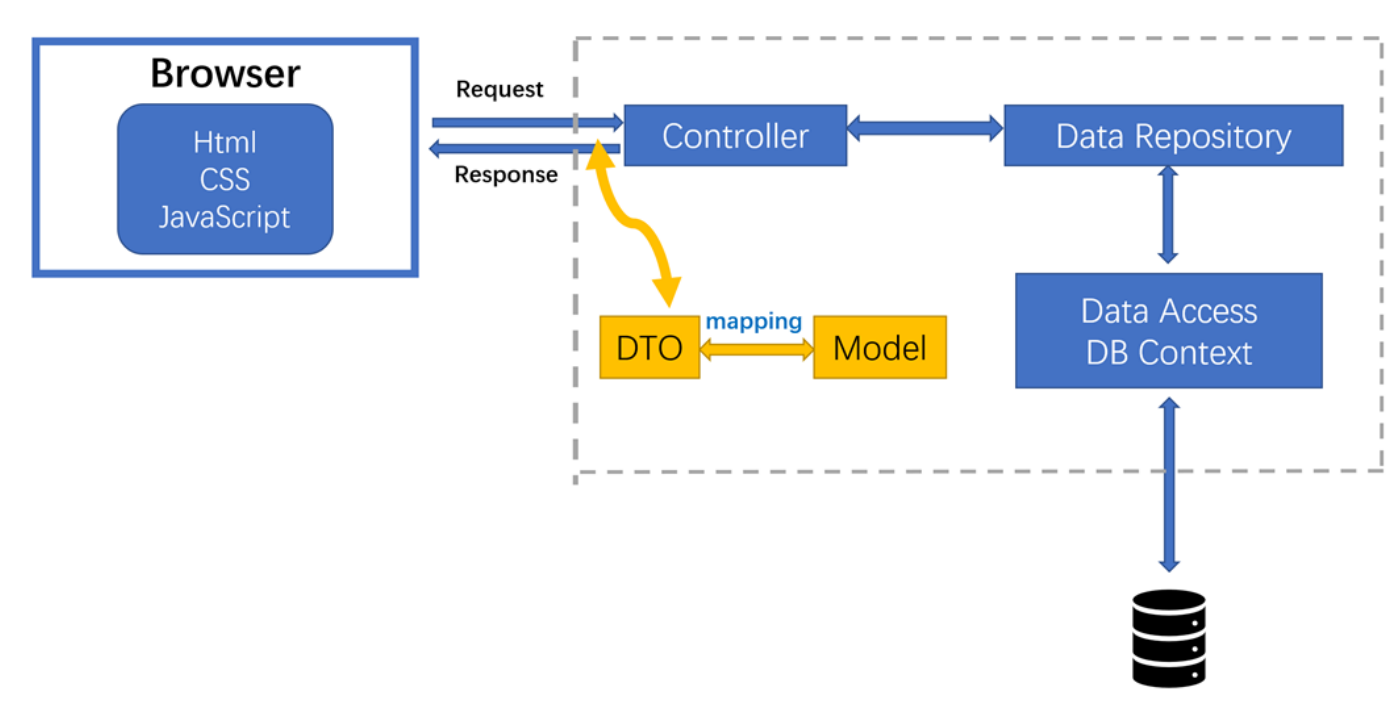 Browser
Html
CSS
JavaScript
Request
Response
Controller
Data Repository
Data Access
DB Context
DTO
mapping
Model